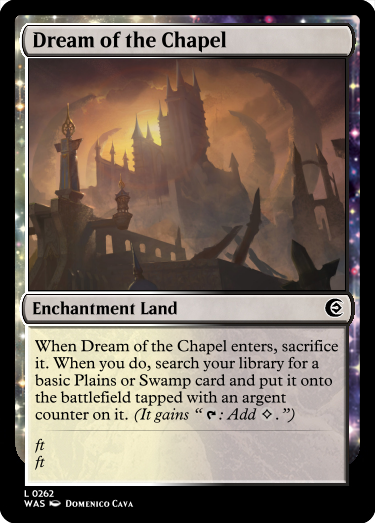 Dream of the Chapel
Enchantment Land
When Dream of the Chapel enters, sacrifice
it. When you do, search your library for a
basic Plains or Swamp card and put it onto
the battlefield tapped with an argent
counter on it. (It gains “ : Add .”)
ft
ft
L 0262
WAS DOMENICO CAVA